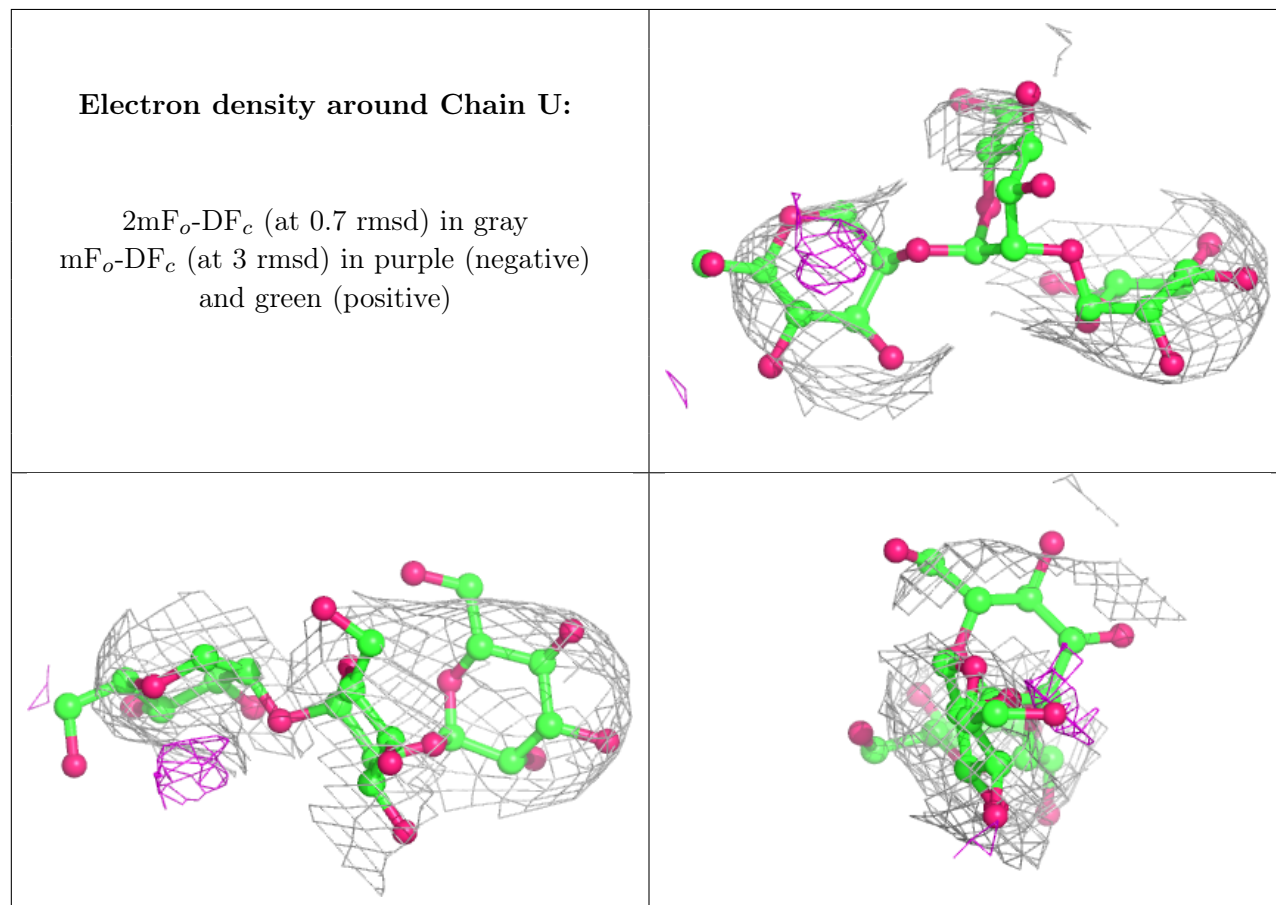 Electron density around Chain U:
2mFo-DFc (at 0.7 rmsd) in gray
mFo-DFc (at 3 rmsd) in purple (negative)
and green (positive)